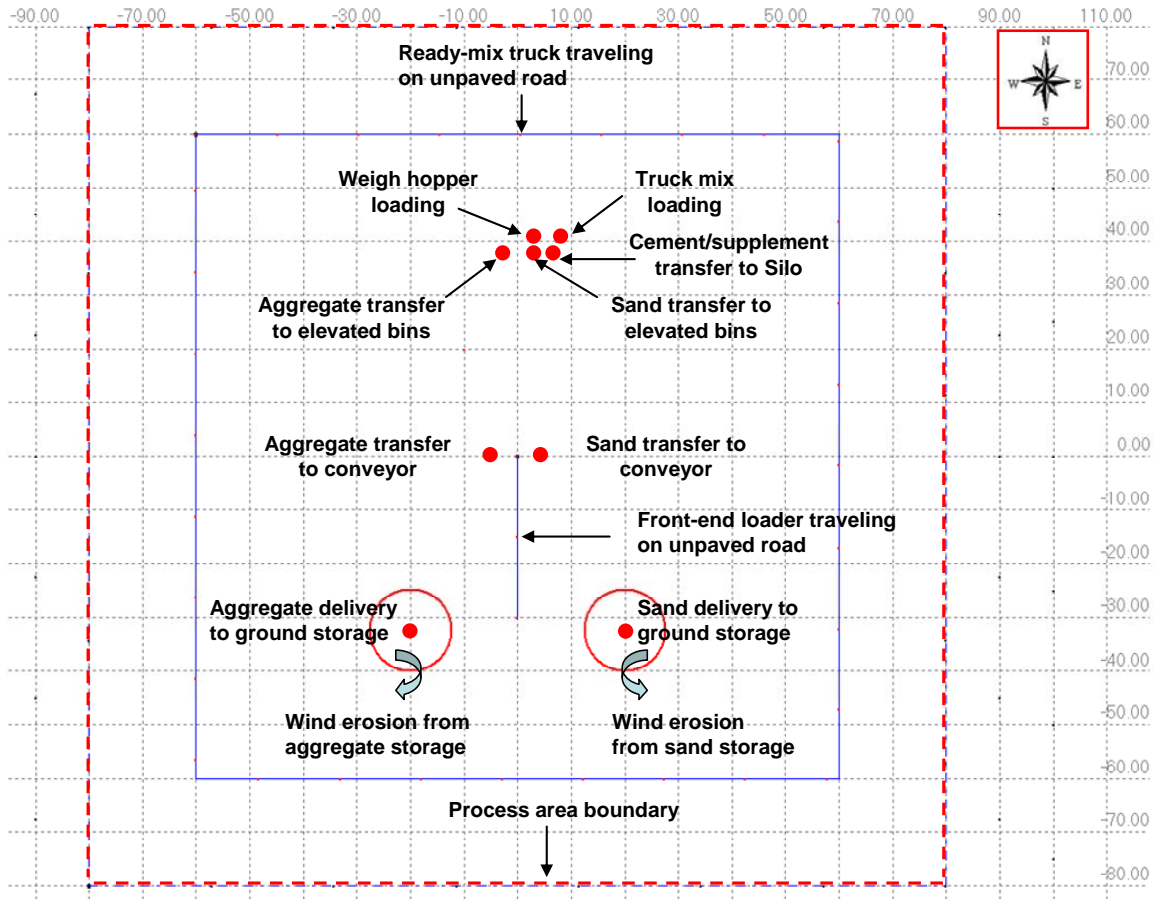 -90.00 -70.00 -50.00 -30.00 -10.00 10.00 30.00 50.00 70.00 90.00 110.00
Ready-mix truck traveling
on unpaved road
N
W E
S
70.00
60.00
50.00
40.00
30.00
20.00
10.00
0.00
-10.00
-20.00
-30.00
-40.00
-50.00
-60.00
-70.00
-80.00
Weigh hopper
loading
Truck mix
loading
Cement/supplement
transfer to Silo
Aggregate transfer
to elevated bins
Sand transfer to
elevated bins
Aggregate transfer
to conveyor
Sand transfer to
conveyor
Front-end loader traveling
on unpaved road
Aggregate delivery
to ground storage
Sand delivery to
ground storage
Wind erosion from
aggregate storage
Wind erosion
from sand storage
Process area boundary